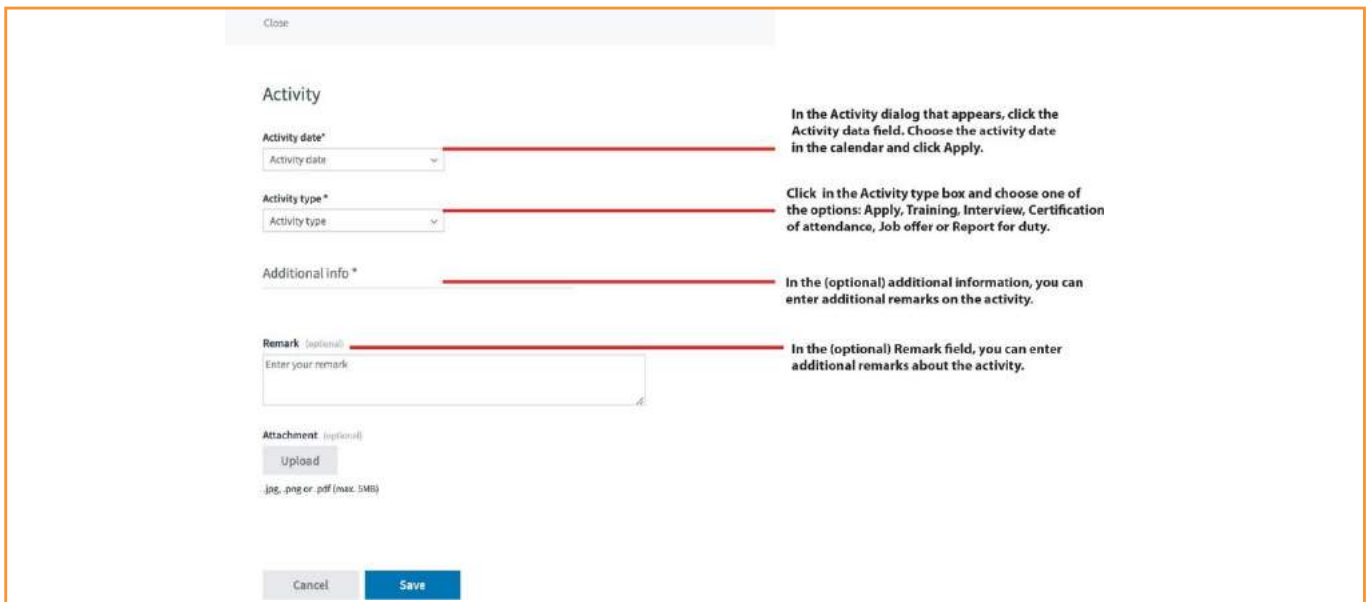 Close
Activity
Activity date*
Activity date
In the Activity dialog that appears, click the
Activity data field. Choose the activity date
in the calendar and click Apply.
Activity type *
Activity type
Click in the Activity type box and choose one of
the options: Apply, Training, Interview, Certification
of attendance, Job offer or Report for duty.
Additional info *
In the (optional) additional information, you can
enter additional remarks on the activity.
Remark (optional)
Enter your remark
In the (optional) Remark field, you can enter
additional remarks about the activity.
Attachment (optional)
Upload
.jpg, .png or .pdf (max. 5MB)
Cancel
Save